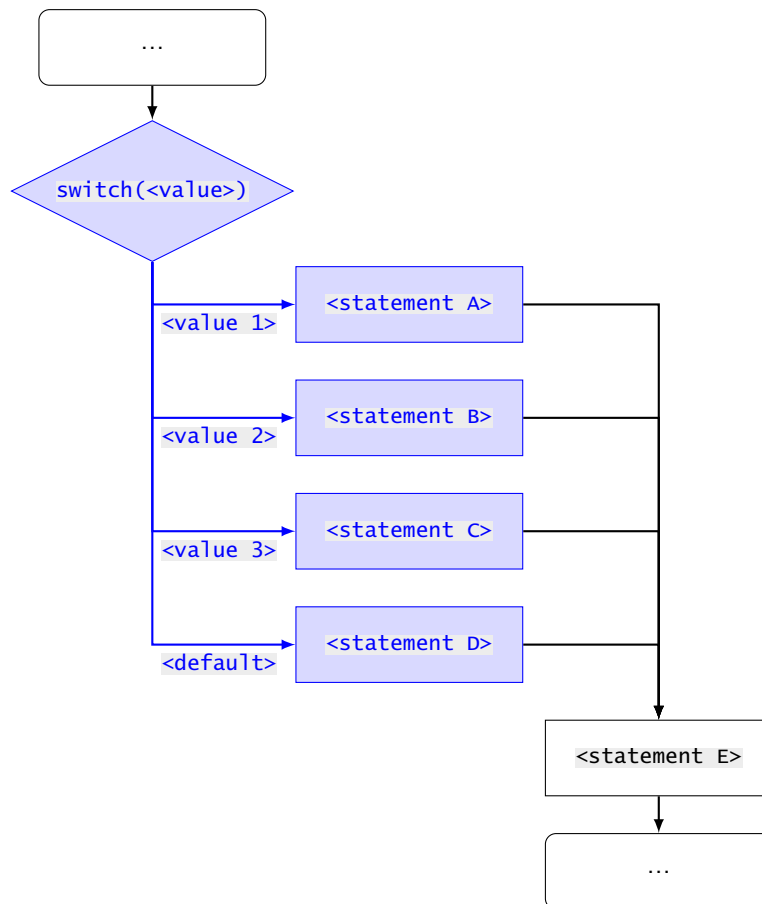 ...
switch(<value>)
<statement A>
<value 1>
<statement B>
<value 2>
<statement C>
<value 3>
<statement D>
<default>
<statement E>
...